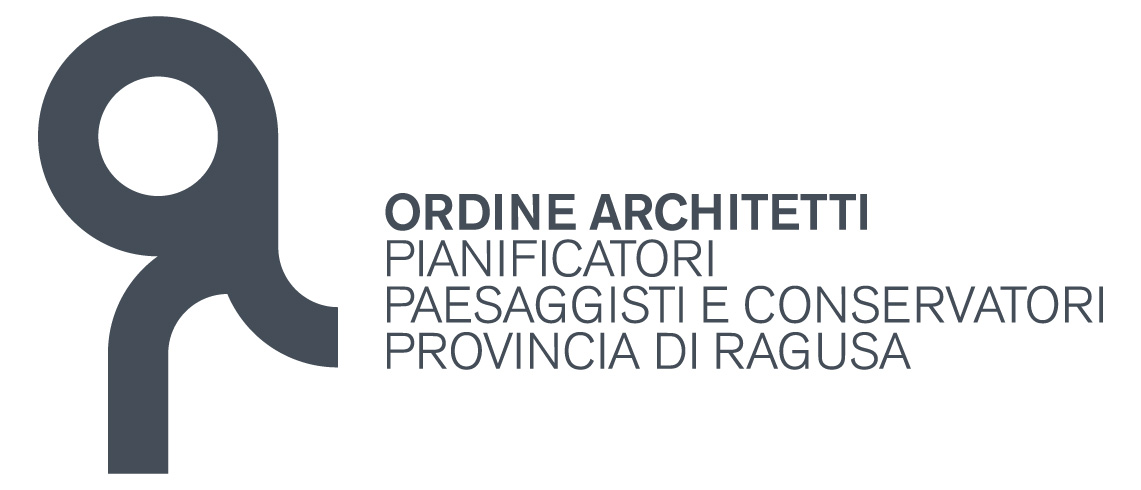 ORDINE ARCHITETTI
PIANIFICATORI
PAESAGGISTI E CONSERVATORI
PROVINCIA DI RAGUSA